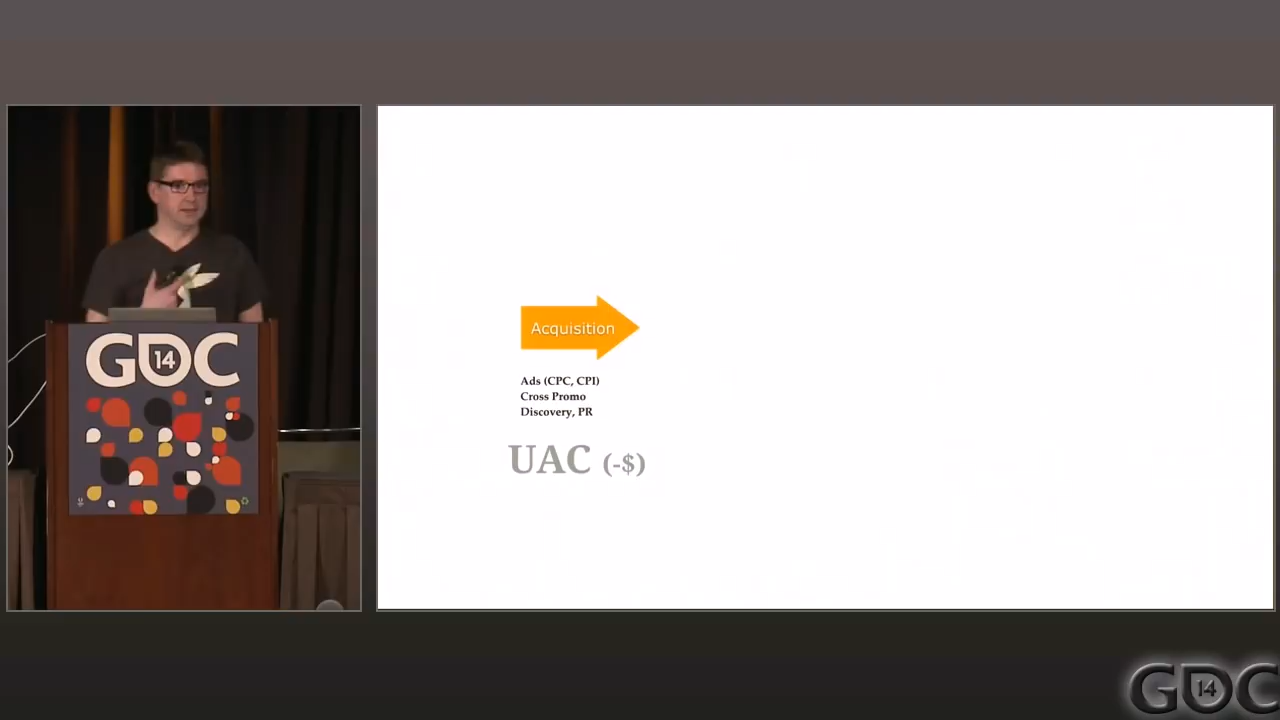 GDC
14
Acquisition
Ads (CPC, CPI)
Cross Promo
Discovery, PR
UAC (-$)
GDC
14